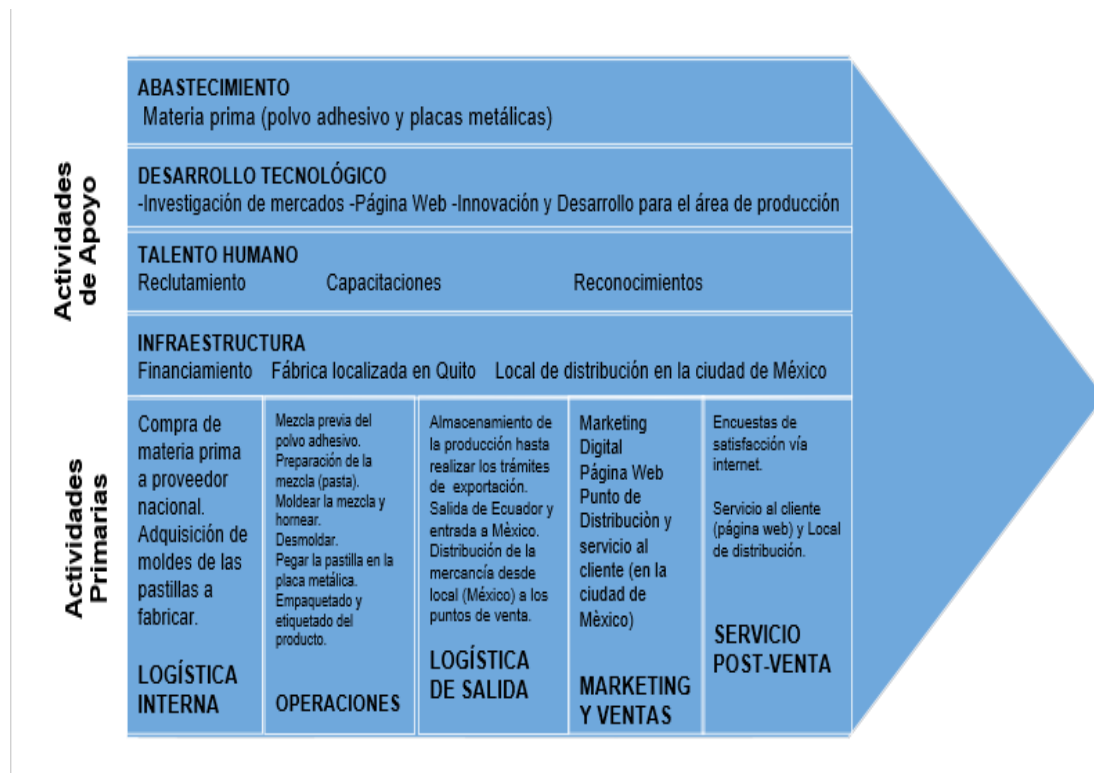 Actividades
de Apoyo
ABASTECIMIENTO
Materia prima (polvo adhesivo y placas metálicas)
DESARROLLO TECNOLÓGICO
-Investigación de mercados -Página Web -Innovación y Desarrollo para el área de producción
TALENTO HUMANO
Reclutamiento Capacitaciones Reconocimientos
INFRAESTRUCTURA
Financiamiento Fábrica localizada en Quito Local de distribución en la ciudad de México
Actividades
Primarias
Compra de
materia prima
a proveedor
nacional.
Adquisición de
moldes de las
pastillas a
fabricar.
LOGÍSTICA
INTERNA
Mezcla previa del
polvo adhesivo.
Preparación de la
mezcla (pasta).
Moldear la mezcla y
hornear.
Desmoldar.
Pegar la pastilla en la
placa metálica.
Empaquetado y
etiquetado del
producto.
OPERACIONES
Almacenamiento de
la producción hasta
realizar los trámites
de exportación.
Salida de Ecuador y
entrada a Mèxico.
Distribución de la
mercancía desde
local (México) a los
puntos de venta.
LOGÍSTICA
DE SALIDA
Marketing
Digital
Página Web
Punto de
Distribuciòn y
servicio al
cliente (en la
ciudad de
Mèxico)
MARKETING
Y VENTAS
Encuestas de
satisfacción vía
internet.
Servicio al cliente
(página web) y Local
de distribución.
SERVICIO
POST-VENTA